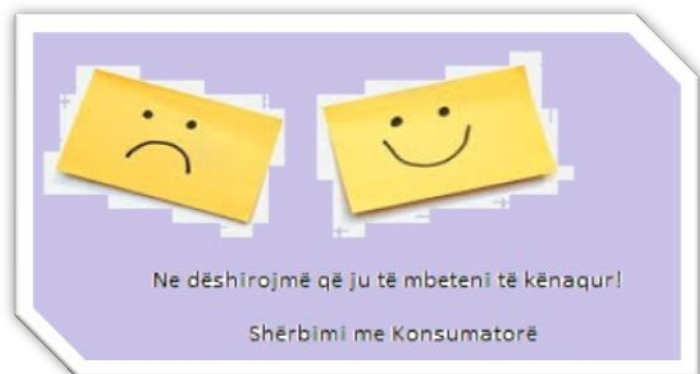 Ne dëshirojmë që ju të mbeteni të kënaqur!
Shërbimi me Konsumatorë